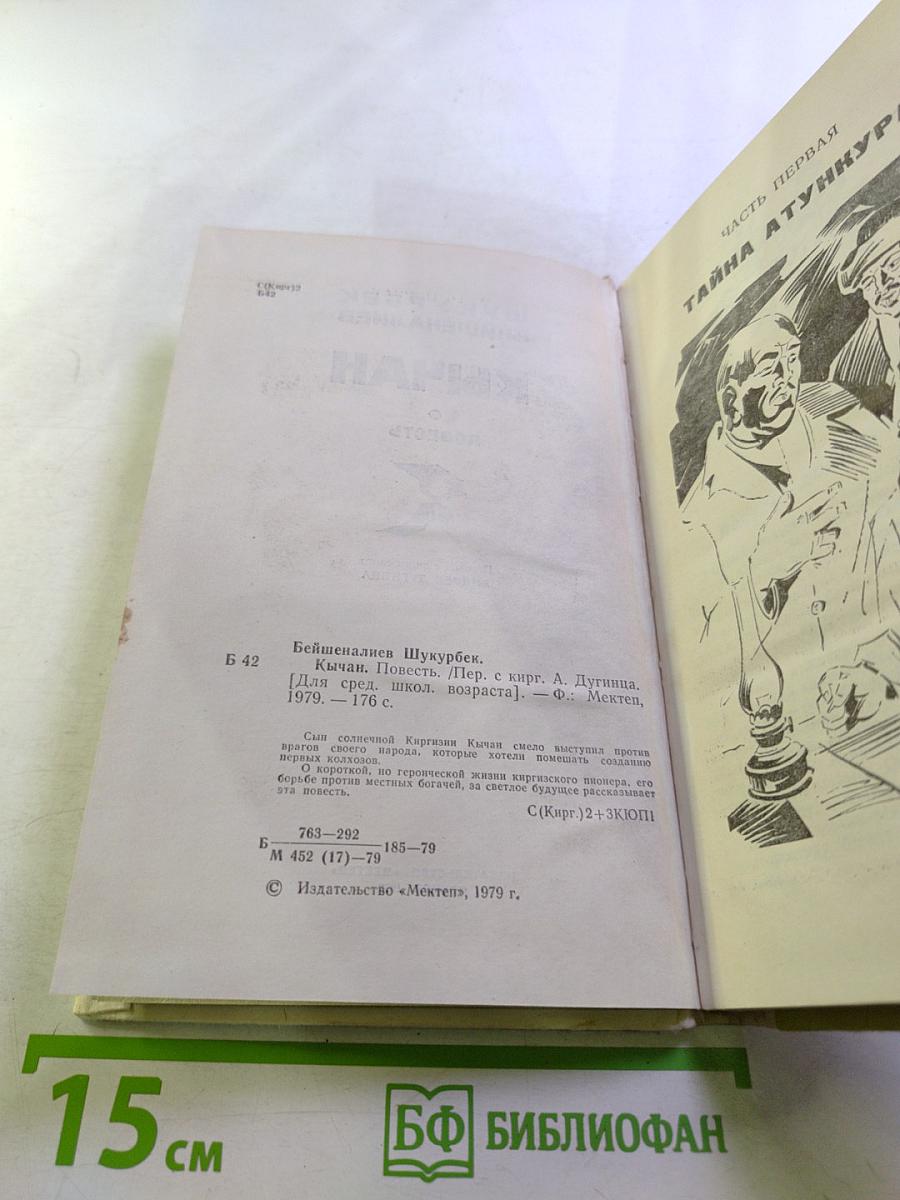 С(Кирг)2
Б42
Бейшеналиев Шукурбек.
Б 42
Кычан. Повесть. /Пер. с кирг. А. Дугинца.
[Для сред. школ. возраста]. — Ф.: Мектеп,
1979. — 176 с.
Сын солнечной Киргизии Кычан смело выступил против
врагов своего народа, которые хотели помешать созданию
первых колхозов.
О короткой, но героической жизни киргизского пионера, его
борьбе против местных богачей, за светлое будущее рассказывает
эта повесть.
С(Кирг.)2+3КЮП1
763—292
Б 185—79
М 452 (17)—79
© Издательство «Мектеп», 1979 г.
ЧАСТЬ ПЕРВАЯ
ТАЙНА АТУНКУР
15 см
БФ БИБЛИОФАН